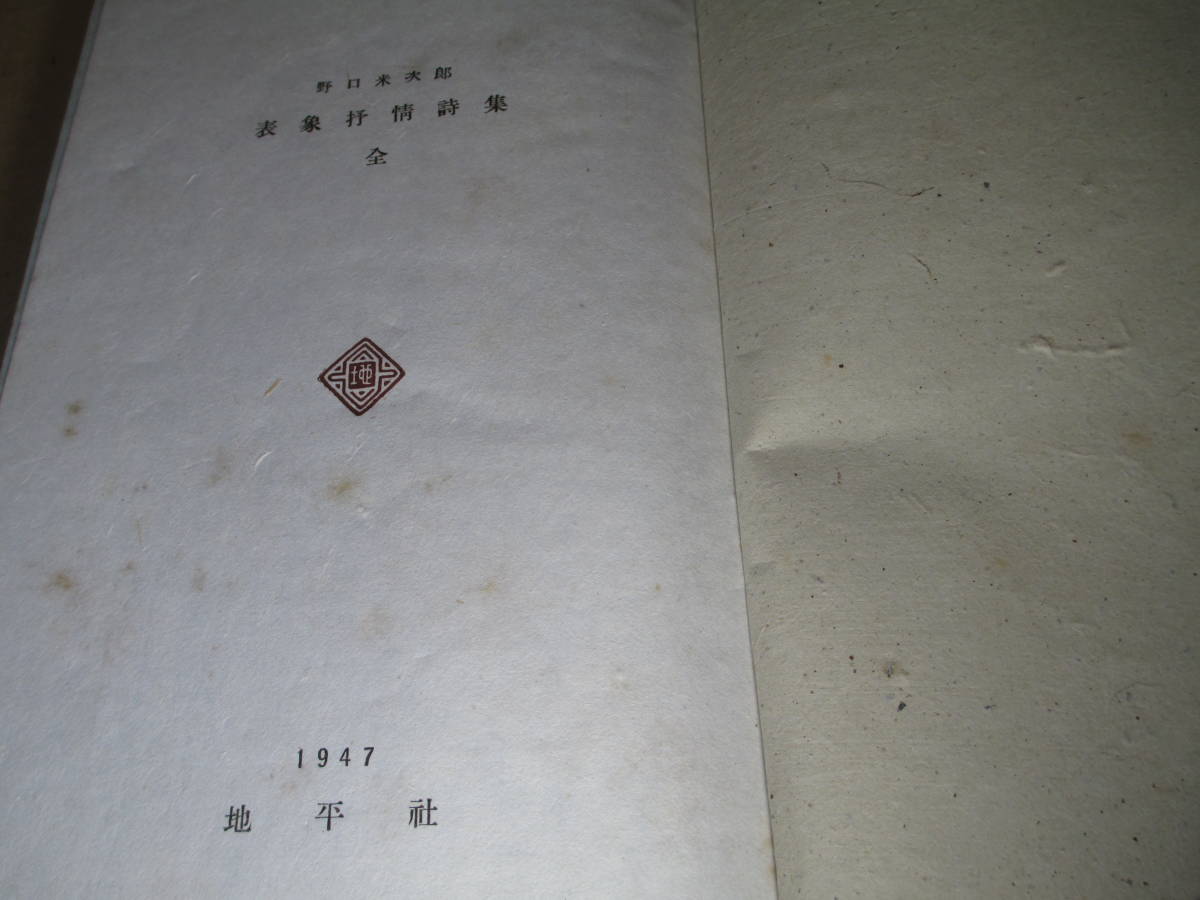 野口米次郎
表象抒情詩集
全
地
1947
地平社